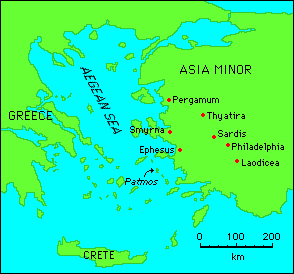 ASIA MINOR
AEGEAN SEA
Pergamum
Thyatira
GREECE
Smyrna
Sardis
Philadelphia
Ephesus
Laodicea
Patmos
0 100 200
km
CRETE